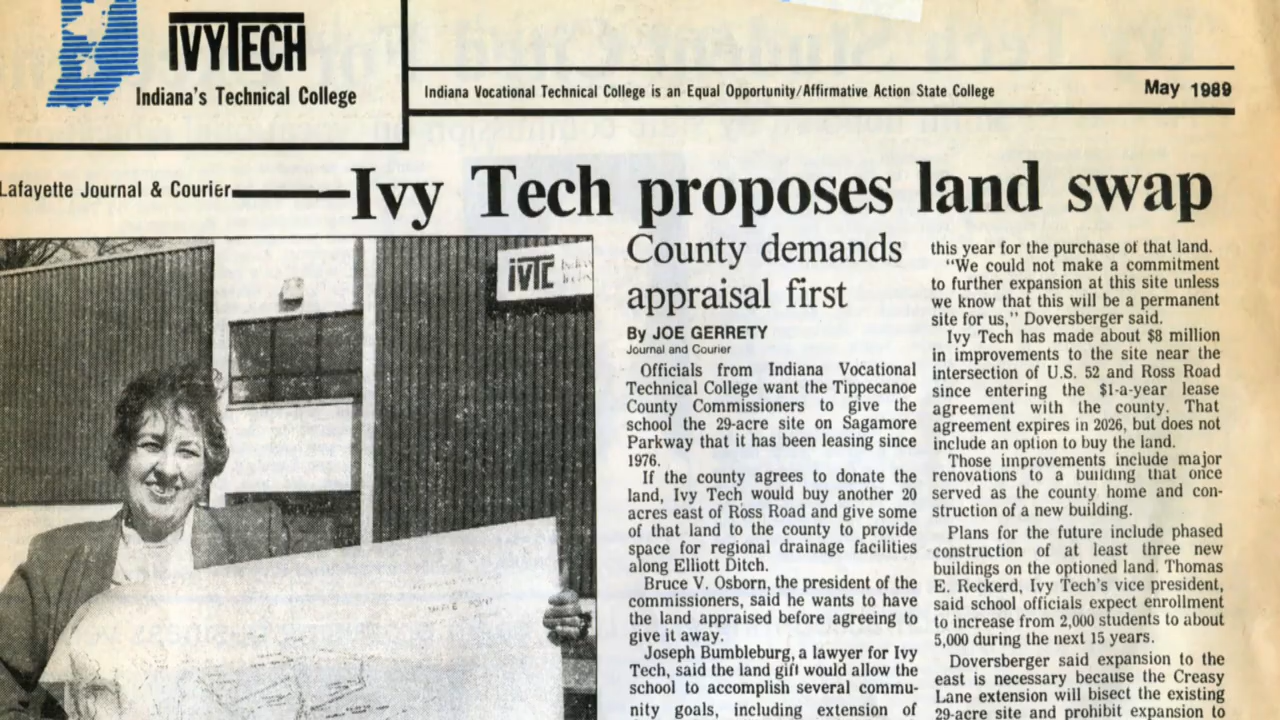 IVYTECH
Indiana's Technical College
Indiana Vocational Technical College is an Equal Opportunity/Affirmative Action State College
May 1989
Lafayette Journal & Courier
Ivy Tech proposes land swap
ivTC
County demands
appraisal first
By JOE GERRETY
Journal and Courier
Officials from Indiana Vocational
Technical College want the Tippecanoe
County Commissioners to give the
school the 29-acre site on Sagamore
Parkway that it has been leasing since
1976.
If the county agrees to donate the
land, Ivy Tech would buy another 20
acres east of Ross Road and give some
of that land to the county to provide
space for regional drainage facilities
along Elliott Ditch.
Bruce V. Osborn, the president of the
commissioners, said he wants to have
the land appraised before agreeing to
give it away.
Joseph Bumbleburg, a lawyer for Ivy
Tech, said the land gift would allow the
school to accomplish several commu-
nity goals, including extension of
this year for the purchase of that land.
"We could not make a commitment
to further expansion at this site unless
we know that this will be a permanent
site for us," Doversberger said.
Ivy Tech has made about $8 million
in improvements to the site near the
intersection of U.S. 52 and Ross Road
since entering the $1-a-year lease
agreement with the county. That
agreement expires in 2026, but does not
include an option to buy the land.
Those improvements include major
renovations to a building that once
served as the county home and con-
struction of a new building.
Plans for the future include phased
construction of at least three new
buildings on the optioned land. Thomas
E. Reckerd, Ivy Tech's vice president,
said school officials expect enrollment
to increase from 2,000 students to about
5,000 during the next 15 years.
Doversberger said expansion to the
east is necessary because the Creasy
Lane extension will bisect the existing
29-acre site and prohibit expansion to